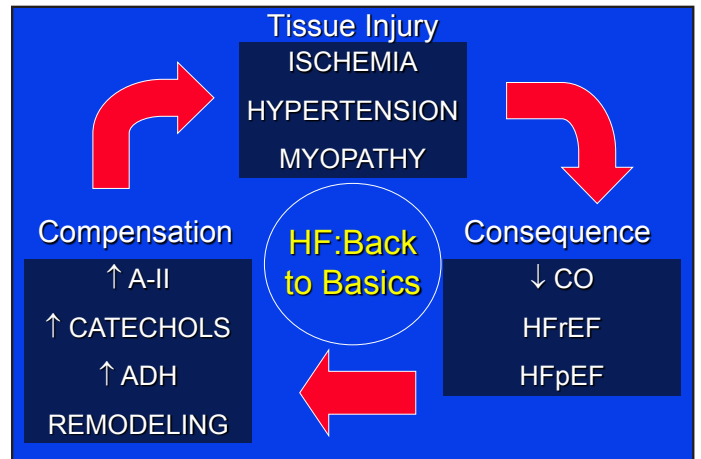 Tissue Injury
ISCHEMIA
HYPERTENSION
MYOPATHY
Compensation
↑ A-II
↑ CATECHOLS
↑ ADH
REMODELING
HF:Back
to Basics
Consequence
↓ CO
HFrEF
HFpEF